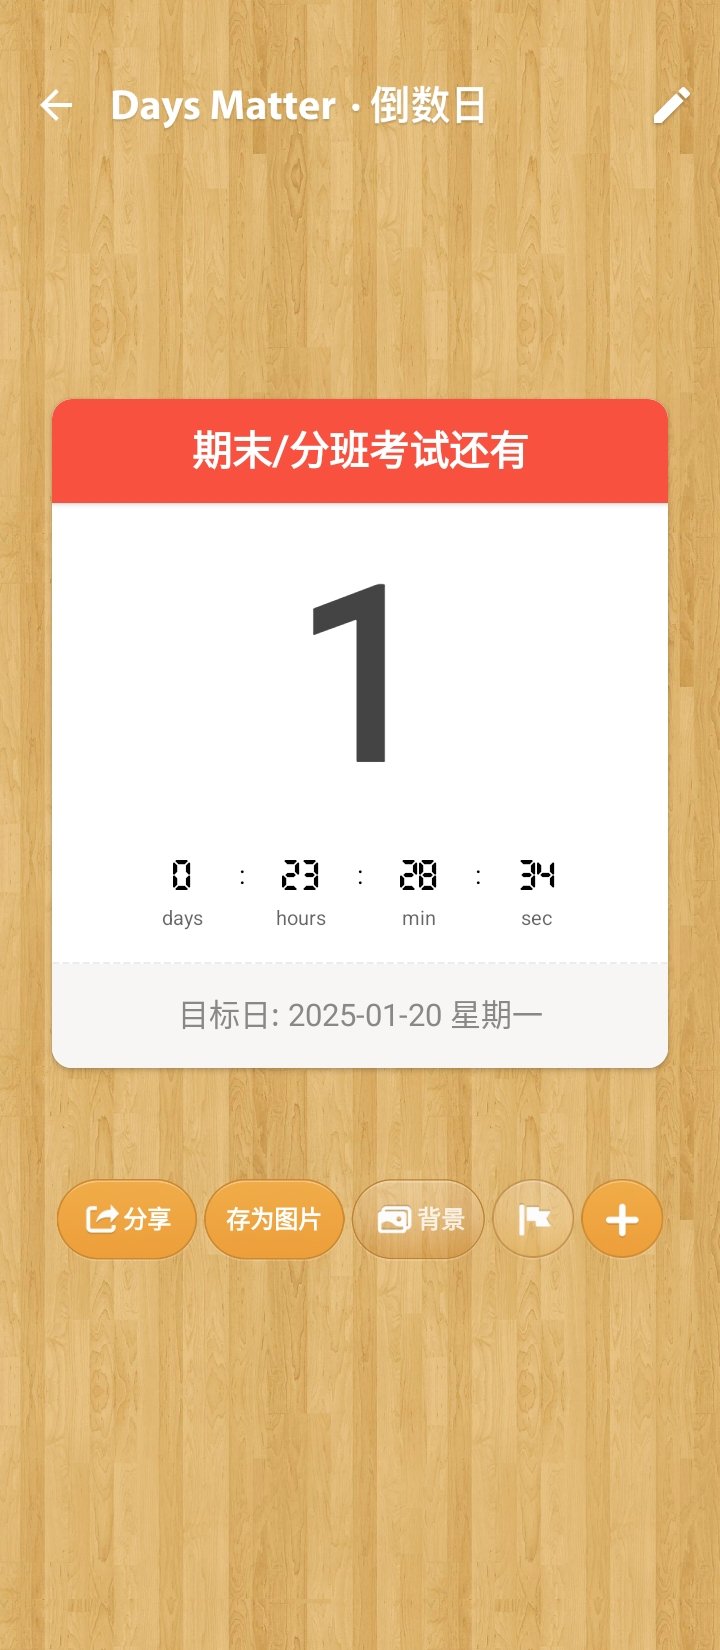 Days Matter · 倒数日
期末/分班考试还有
1
0 : 23 : 28 : 34
days hours min sec
目标日: 2025-01-20 星期一
分享 存为图片 背景